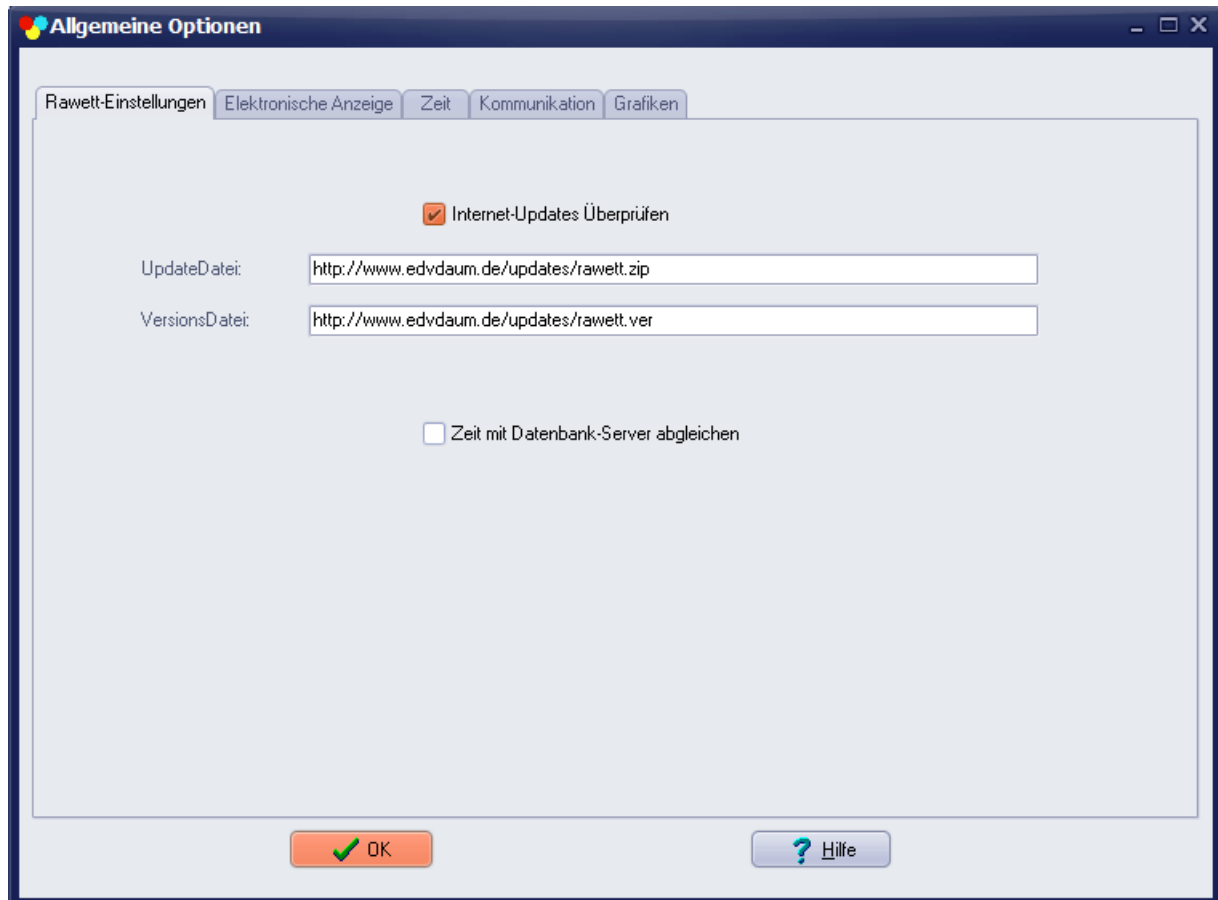 Allgemeine Optionen
Rawett-Einstellungen Elektronische Anzeige Zeit Kommunikation Grafiken
Internet-Updates Überprüfen
UpdateDatei: http://www.edvdaum.de/updates/rawett.zip
VersionsDatei: http://www.edvdaum.de/updates/rawett.ver
Zeit mit Datenbank-Server abgleichen
OK ? Hilfe